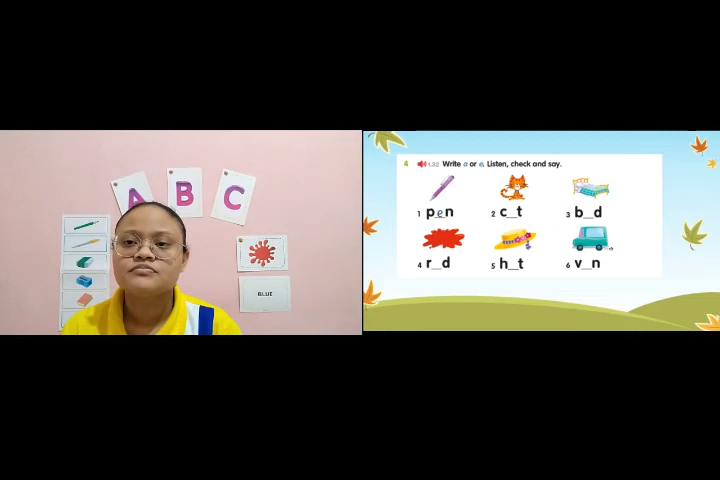 A B C
BLUE
4 1.32 Write a or e. Listen, check and say.
1 pen 2 c_t 3 b_d
4 r_d 5 h_t 6 v_n